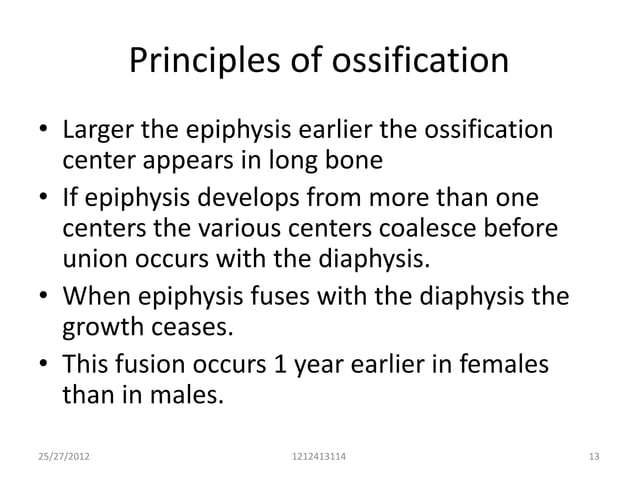 Principles of ossification
• Larger the epiphysis earlier the ossification
center appears in long bone
• If epiphysis develops from more than one
centers the various centers coalesce before
union occurs with the diaphysis.
• When epiphysis fuses with the diaphysis the
growth ceases.
• This fusion occurs 1 year earlier in females
than in males.
25/27/2012 1212413114 13